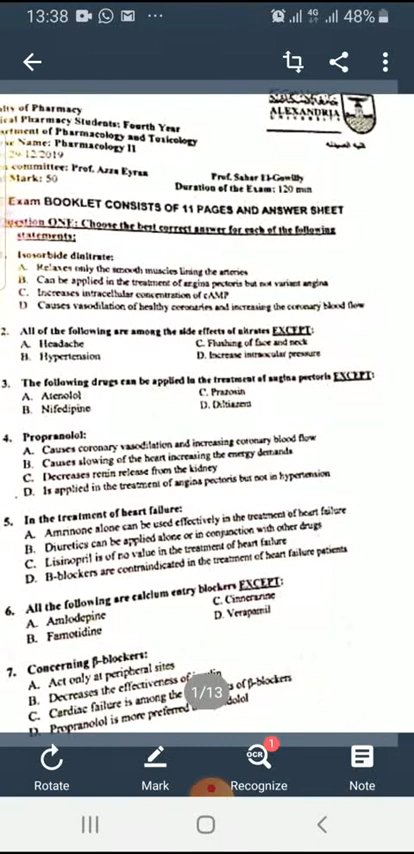 13:38
4G
48%
ALEXANDRIA
of Pharmacy
Pharmacy Students: Fourth Year
of Pharmacology and Toxicology
Name: Pharmacology II
12/2019
committee: Prof. Azza Eyran
Prof. Sahar El-Gowilly
Mark: 50
Duration of the Exam: 120 min
Exam BOOKLET CONSISTS OF 11 PAGES AND ANSWER SHEET
Question ONE: Choose the best correct answer for each of the following
statements:
Isosorbide dinitrate:
A. Relaxes only the smooth muscles lining the arteries
B. Can be applied in the treatment of angina pectoris but not variant angina
C. Increases intracellular concentration of cAMP
D Causes vasodilation of healthy coronaries and increasing the coronary blood flow
2. All of the following are among the side effects of nitrates EXCEPT:
A. Headache
C. Flushing of face and neck
B. Hypertension
D. Increase intraocular pressure
3. The following drugs can be applied in the treatment of angina pectoris EXCEPT:
A. Atenolol
C. Prazosin
B. Nifedipine
D. Diltiazem
4. Propranolol:
A. Causes coronary vasodilation and increasing coronary blood flow
B. Causes slowing of the heart increasing the energy demands
C. Decreases renin release from the kidney
D. Is applied in the treatment of angina pectoris but not in hypertension
5. In the treatment of heart failure:
A. Amrinone alone can be used effectively in the treatment of heart failure
B. Diuretics can be applied alone or in conjunction with other drugs
C. Lisinopril is of no value in the treatment of heart failure
D. B-blockers are contraindicated in the treatment of heart failure patients
6. All the following are calcium entry blockers EXCEPT:
A. Amlodepine
C. Cinnerazine
B. Famotidine
D. Verapamil
7. Concerning β-blockers:
A. Act only at peripheral sites
B. Decreases the effectiveness of
C. Cardiac failure is among the s of β-blockers
D. Propranolol is more preferred dolol
1/13
OCR
1
Rotate
Mark
Recognize
Note